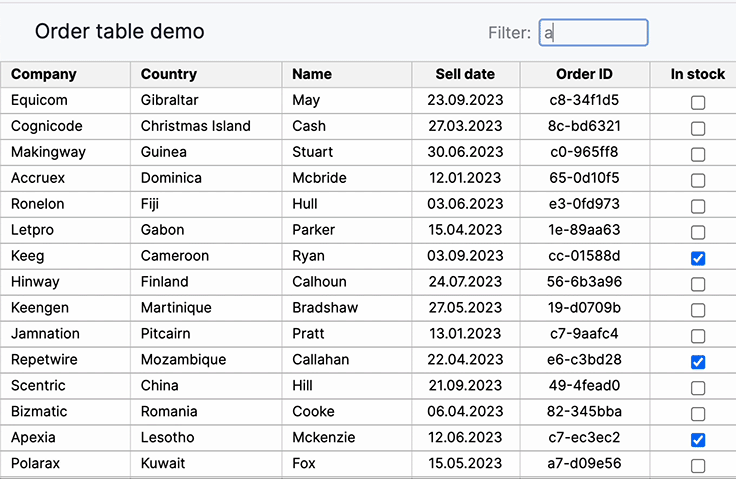 Order table demo Filter: a
Company Country Name Sell date Order ID In stock
Equicom Gibraltar May 23.09.2023 c8-34f1d5
Cognicode Christmas Island Cash 27.03.2023 8c-bd6321
Makingway Guinea Stuart 30.06.2023 c0-965ff8
Accruex Dominica Mcbride 12.01.2023 65-0d10f5
Ronelon Fiji Hull 03.06.2023 e3-0fd973
Letpro Gabon Parker 15.04.2023 1e-89aa63
Keeg Cameroon Ryan 03.09.2023 cc-01588d
Hinway Finland Calhoun 24.07.2023 56-6b3a96
Keengen Martinique Bradshaw 27.05.2023 19-d0709b
Jamnation Pitcairn Pratt 13.01.2023 c7-9aafc4
Repetwire Mozambique Callahan 22.04.2023 e6-c3bd28
Scentric China Hill 21.09.2023 49-4fead0
Bizmatic Romania Cooke 06.04.2023 82-345bba
Apexia Lesotho Mckenzie 12.06.2023 c7-ec3ec2
Polarax Kuwait Fox 15.05.2023 a7-d09e56